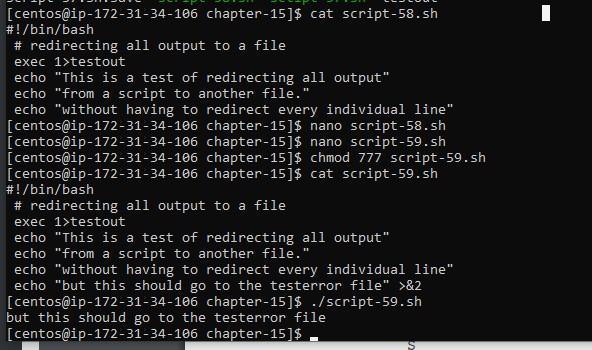 [centos@ip-172-31-34-106 chapter-15]$ cat script-58.sh
#!/bin/bash
 # redirecting all output to a file
 exec 1>testout
 echo "This is a test of redirecting all output"
 echo "from a script to another file."
 echo "without having to redirect every individual line"
[centos@ip-172-31-34-106 chapter-15]$ nano script-58.sh
[centos@ip-172-31-34-106 chapter-15]$ nano script-59.sh
[centos@ip-172-31-34-106 chapter-15]$ chmod 777 script-59.sh
[centos@ip-172-31-34-106 chapter-15]$ cat script-59.sh
#!/bin/bash
 # redirecting all output to a file
 exec 1>testout
 echo "This is a test of redirecting all output"
 echo "from a script to another file."
 echo "without having to redirect every individual line"
 echo "but this should go to the testerror file" >&2
[centos@ip-172-31-34-106 chapter-15]$ ./script-59.sh
but this should go to the testerror file
[centos@ip-172-31-34-106 chapter-15]$